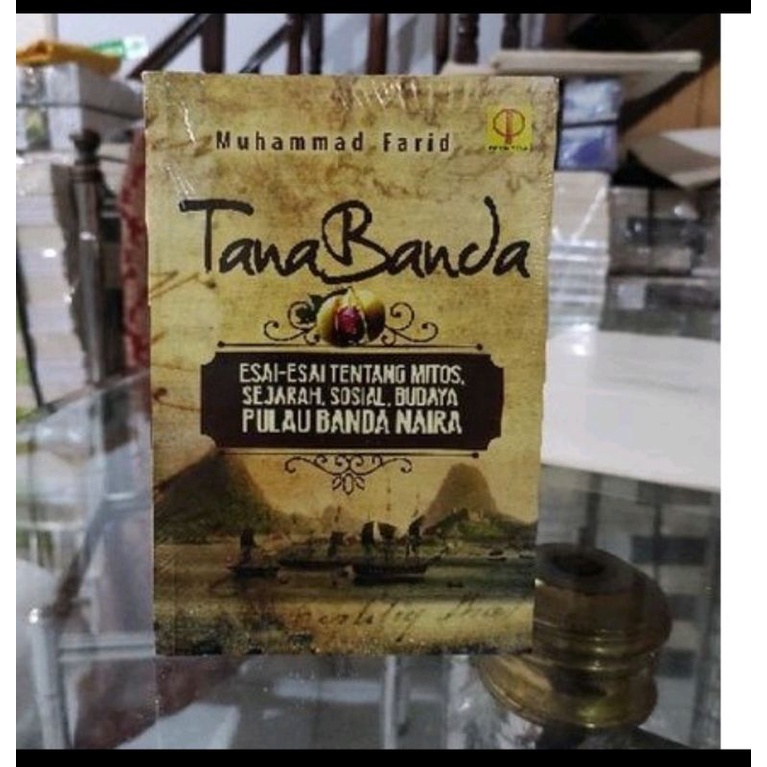 Muhammad Farid
TanaBanda
ESAI-ESAI TENTANG MITOS,
SEJARAH, SOSIAL, BUDAYA
PULAU BANDA NAIRA